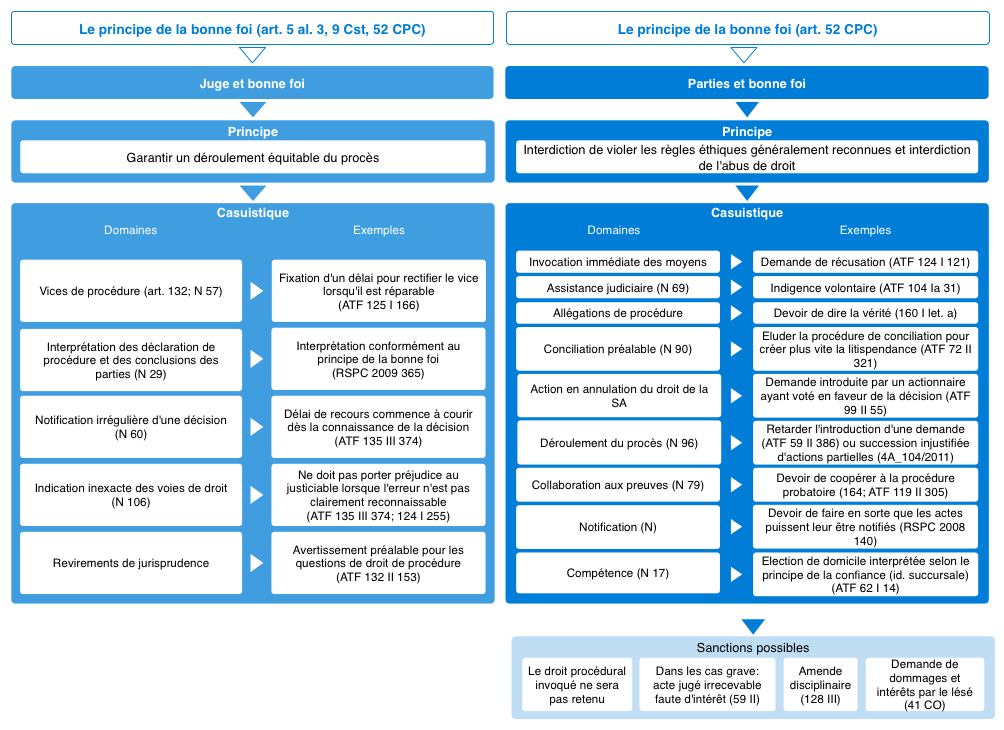 Le principe de la bonne foi (art. 5 al. 3, 9 Cst, 52 CPC)
Juge et bonne foi
Principe
Garantir un déroulement équitable du procès
Casuistique
Domaines
Exemples
Vices de procédure (art. 132; N 57)
Fixation d'un délai pour rectifier le vice
lorsqu'il est réparable
(ATF 125 I 166)
Interprétation des déclaration de
procédure et des conclusions des
parties (N 29)
Interprétation conformément au
principe de la bonne foi
(RSPC 2009 365)
Notification irrégulière d'une décision
(N 60)
Délai de recours commence à courir
dès la connaissance de la décision
(ATF 135 III 374)
Indication inexacte des voies de droit
(N 106)
Ne doit pas porter préjudice au
justiciable lorsque l'erreur n'est pas
clairement reconnaissable
(ATF 135 III 374; 124 I 255)
Revirements de jurisprudence
Avertissement préalable pour les
questions de droit de procédure
(ATF 132 II 153)
Le principe de la bonne foi (art. 52 CPC)
Parties et bonne foi
Principe
Interdiction de violer les règles éthiques généralement reconnues et interdiction
de l'abus de droit
Casuistique
Domaines
Exemples
Invocation immédiate des moyens
Demande de récusation (ATF 124 I 121)
Assistance judiciaire (N 69)
Indigence volontaire (ATF 104 Ia 31)
Allégations de procédure
Devoir de dire la vérité (160 I let. a)
Conciliation préalable (N 90)
Eluder la procédure de conciliation pour
créer plus vite la litispendance (ATF 72 II
321)
Action en annulation du droit de la
SA
Demande introduite par un actionnaire
ayant voté en faveur de la décision (ATF
99 II 55)
Déroulement du procès (N 96)
Retarder l'introduction d'une demande
(ATF 59 II 386) ou succession injustifiée
d'actions partielles (4A_104/2011)
Collaboration aux preuves (N 79)
Devoir de coopérer à la procédure
probatoire (164; ATF 119 II 305)
Notification (N)
Devoir de faire en sorte que les actes
puissent leur être notifiés (RSPC 2008
140)
Compétence (N 17)
Election de domicile interprétée selon le
principe de la confiance (id. succursale)
(ATF 62 I 14)
Sanctions possibles
Le droit procédural
invoqué ne sera
pas retenu
Dans les cas grave:
acte jugé irrecevable
faute d'intérêt (59 II)
Amende
disciplinaire
(128 III)
Demande de
dommages et
intérêts par le lésé
(41 CO)